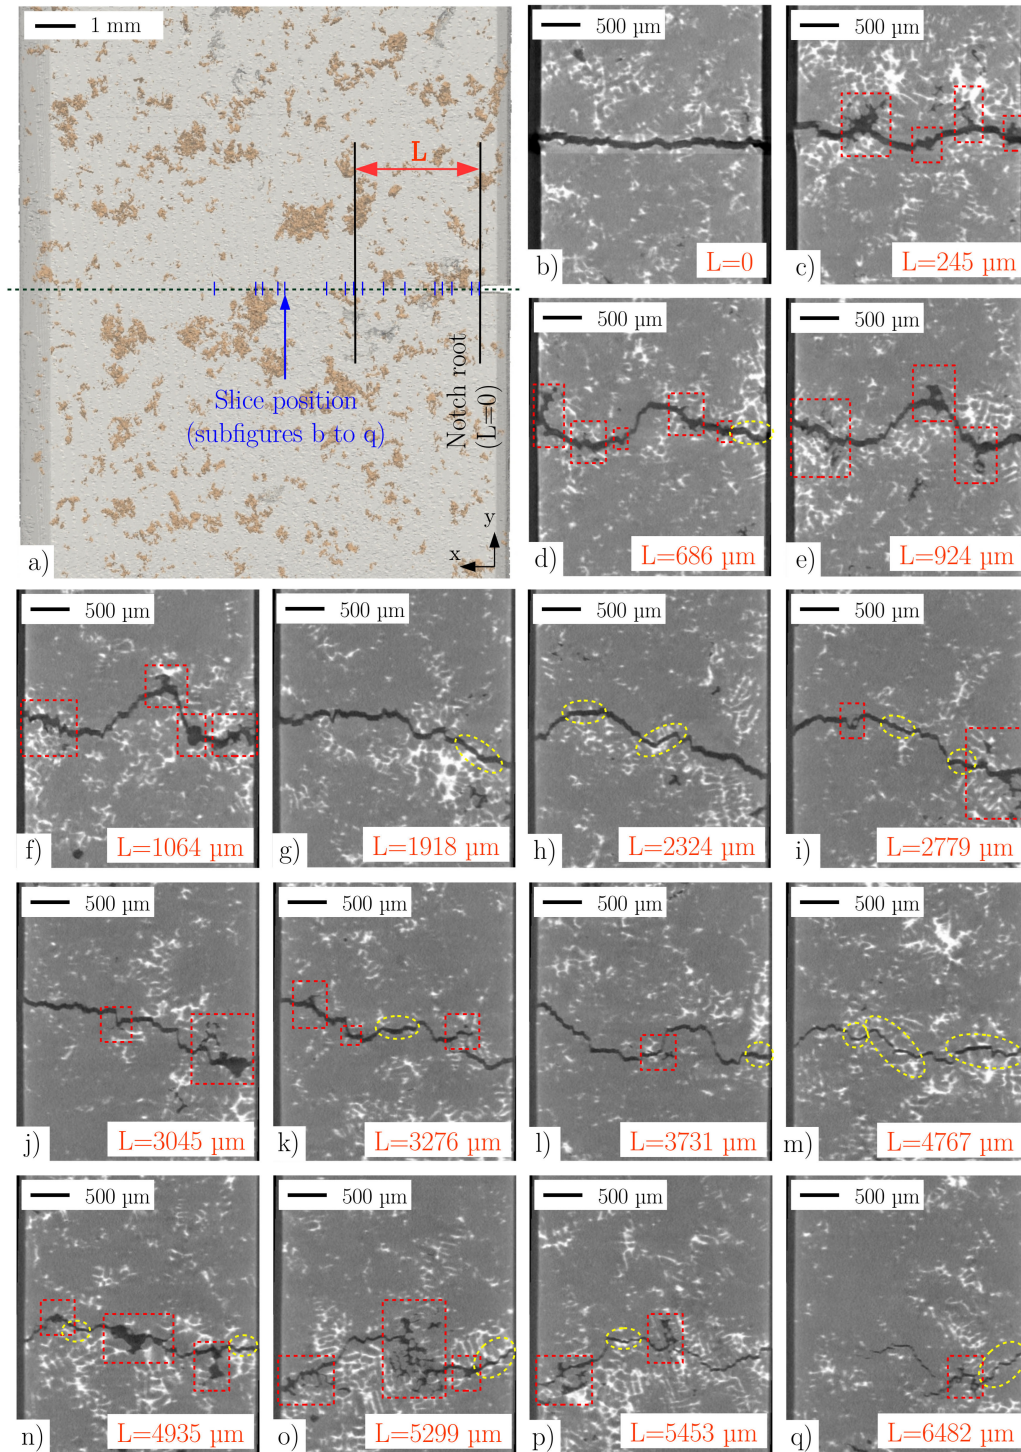 1 mm
L
Slice position
(subfigures b to q)
Notch root
(L=0)
y
x
a)
500 µm
b)
L=0
500 µm
c)
L=245 µm
500 µm
d)
L=686 µm
500 µm
e)
L=924 µm
500 µm
f)
L=1064 µm
500 µm
g)
L=1918 µm
500 µm
h)
L=2324 µm
500 µm
i)
L=2779 µm
500 µm
j)
L=3045 µm
500 µm
k)
L=3276 µm
500 µm
l)
L=3731 µm
500 µm
m)
L=4767 µm
500 µm
n)
L=4935 µm
500 µm
o)
L=5299 µm
500 µm
p)
L=5453 µm
500 µm
q)
L=6482 µm